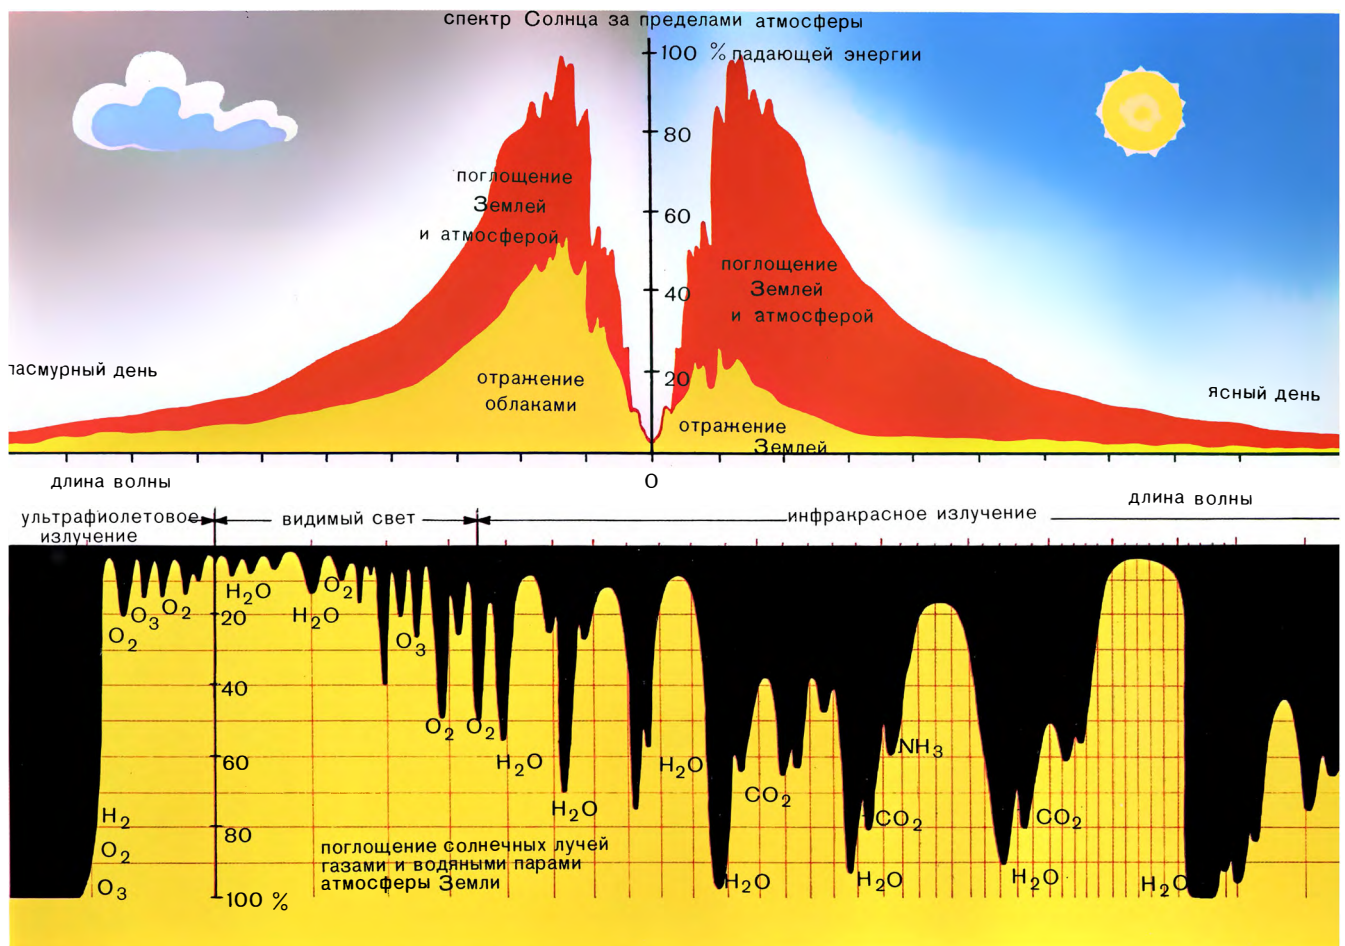 спектр Солнца за пределами атмосферы
100 % падающей энергии
80
60
40
20
0
поглощение
Землей
и атмосферой
поглощение
Землей
и атмосферой
отражение
облаками
отражение
Землей
пасмурный день
ясный день
длина волны
длина волны
ультрафиолетовое
излучение
видимый свет
инфракрасное излучение
O2
O3
O2
H2O
H2O
O2
O3
O2
O2
H2O
H2O
H2O
CO2
NH3
CO2
CO2
H2O
H2O
H2O
H2O
H2
O2
O3
20
40
60
80
100 %
поглощение солнечных лучей
газами и водяными парами
атмосферы Земли